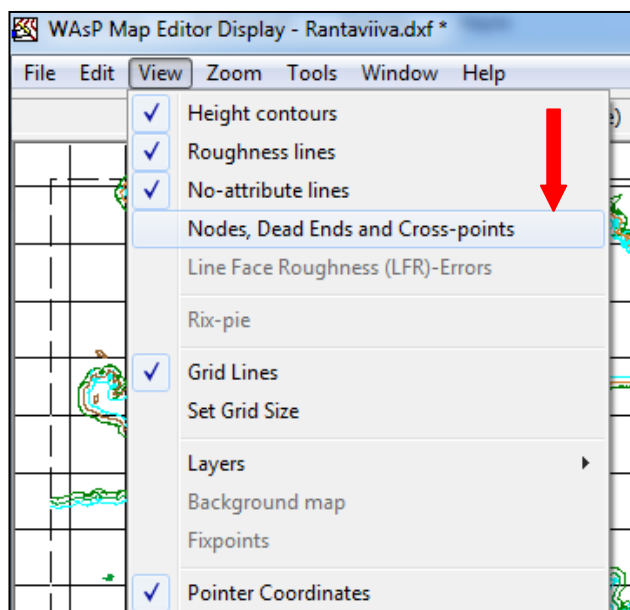 WAsP Map Editor Display - Rantaviiva.dxf *
File Edit View Zoom Tools Window Help
Height contours
Roughness lines
No-attribute lines
Nodes, Dead Ends and Cross-points
Line Face Roughness (LFR)-Errors
Rix-pie
Grid Lines
Set Grid Size
Layers
Background map
Fixpoints
Pointer Coordinates